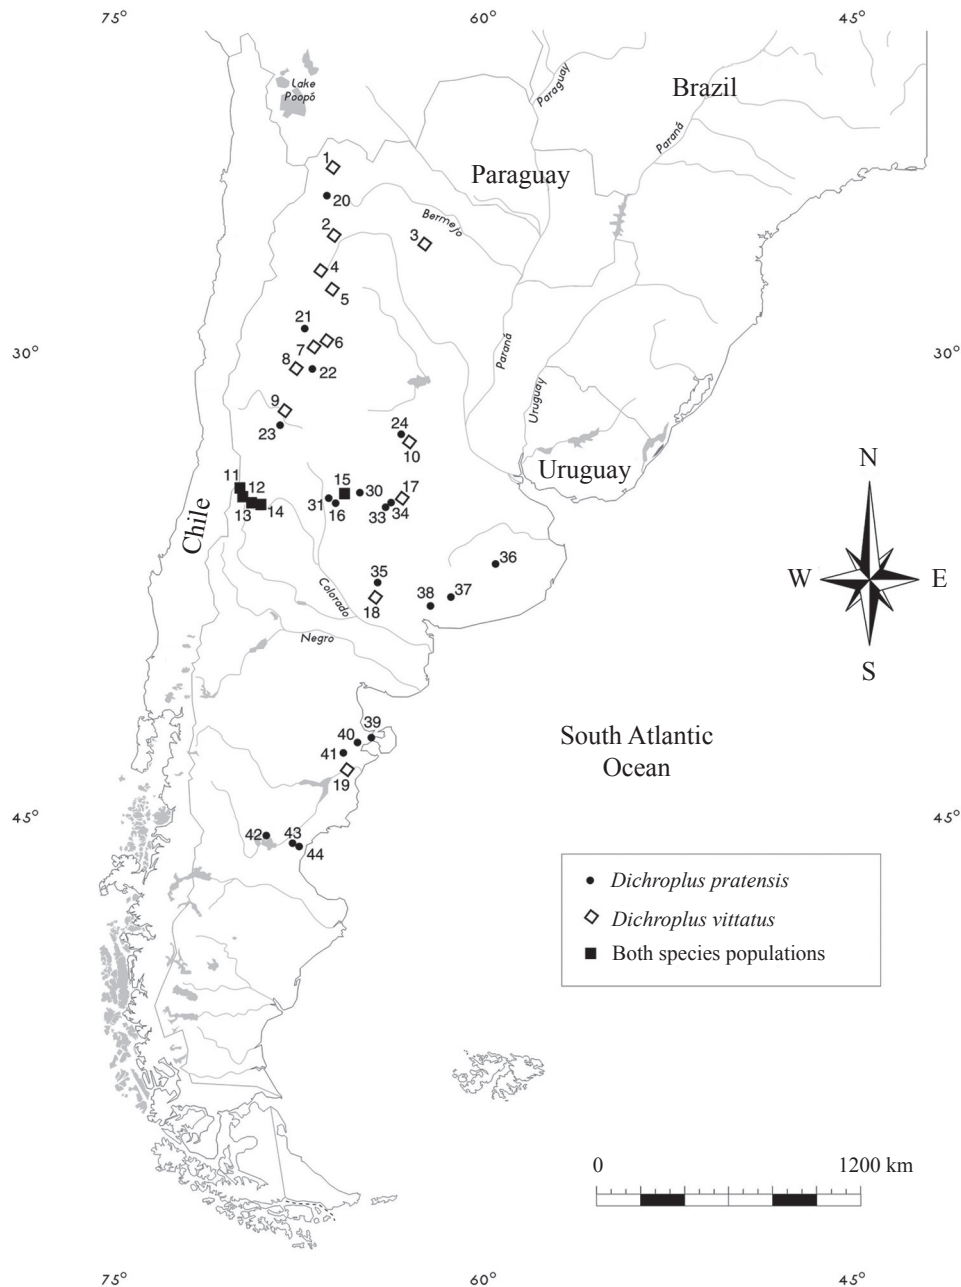 75° 60° 45°
Lake
Poopó
Paraguay
Brazil
Paraná
1
Paraguay
20
Bermejo
2
3
4
5
21
6
7
30° 30°
8
22
Paraná
Uruguay
9
23
24
10
Uruguay
N
11
12
15
30
17
13
14
31
16
33
34
Chile
36
35
37
38
18
Colorado
W E
Negro
S
39
40
41
19
South Atlantic
Ocean
45° 45°
42
43
44
Dichroplus pratensis
Dichroplus vittatus
Both species populations
0 1200 km
75° 60° 45°